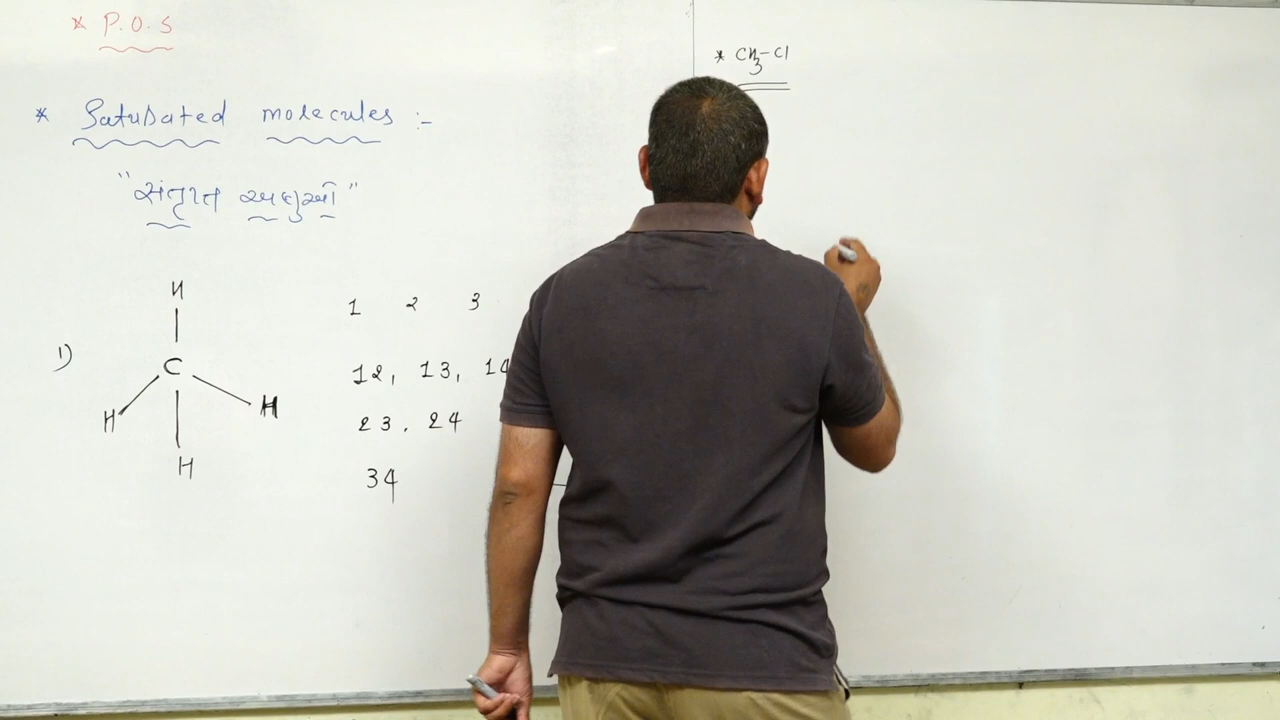 * P.O.S
* Saturated molecules :-
"સંતૃપ્ત અણુઓ"
1)
H
C
H H
H
1 2 3
12, 13, 14
23, 24
34
* CH3-Cl